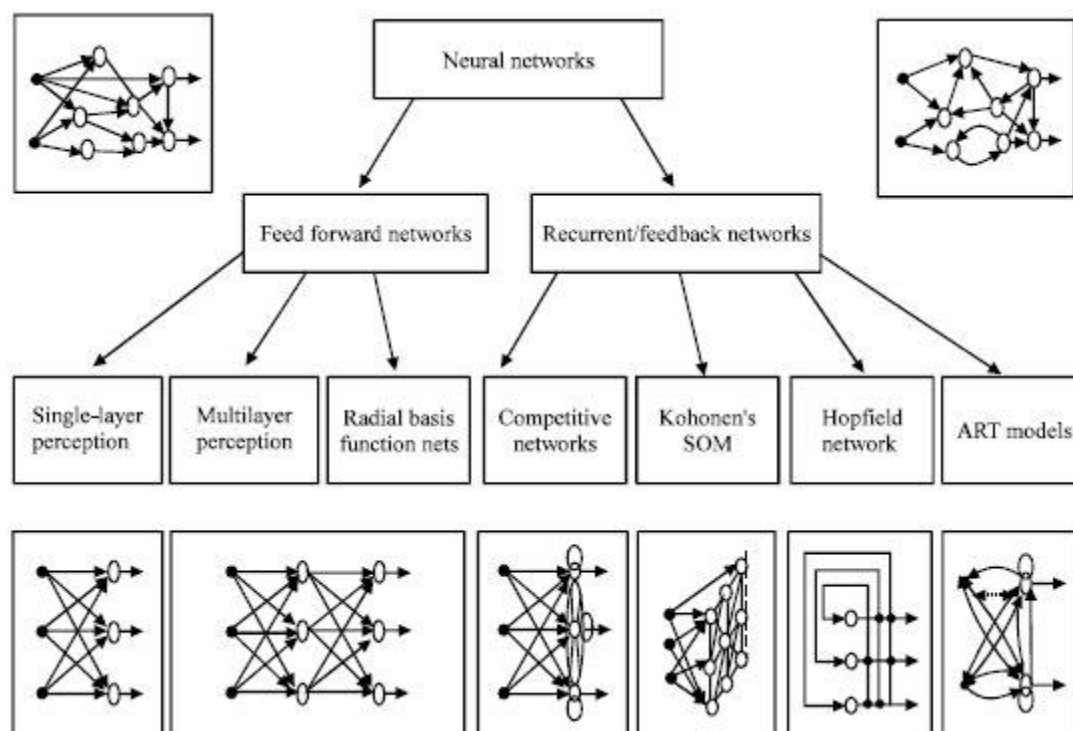 Neural networks
Feed forward networks
Recurrent/feedback networks
Single-layer
perception
Multilayer
perception
Radial basis
function nets
Competitive
networks
Kohonen's
SOM
Hopfield
network
ART models